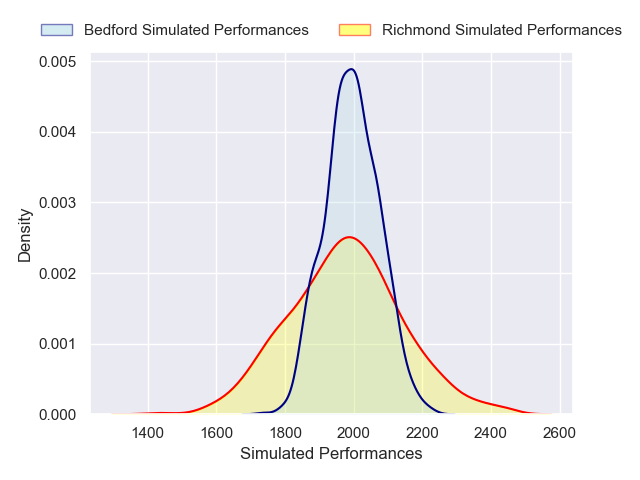 Bedford Simulated Performances Richmond Simulated Performances
0.005
0.004
0.003
0.002
0.001
0.000
Density
1400 1600 1800 2000 2200 2400 2600
Simulated Performances